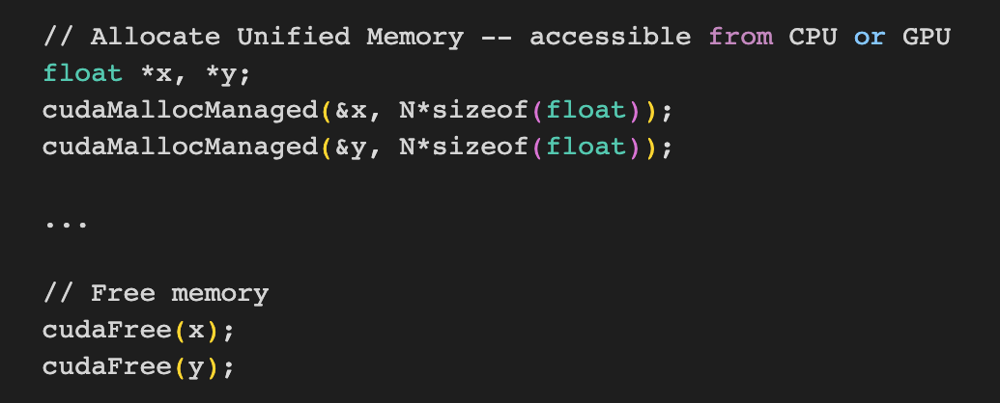 // Allocate Unified Memory -- accessible from CPU or GPU
float *x, *y;
cudaMallocManaged(&x, N*sizeof(float));
cudaMallocManaged(&y, N*sizeof(float));
...
// Free memory
cudaFree(x);
cudaFree(y);